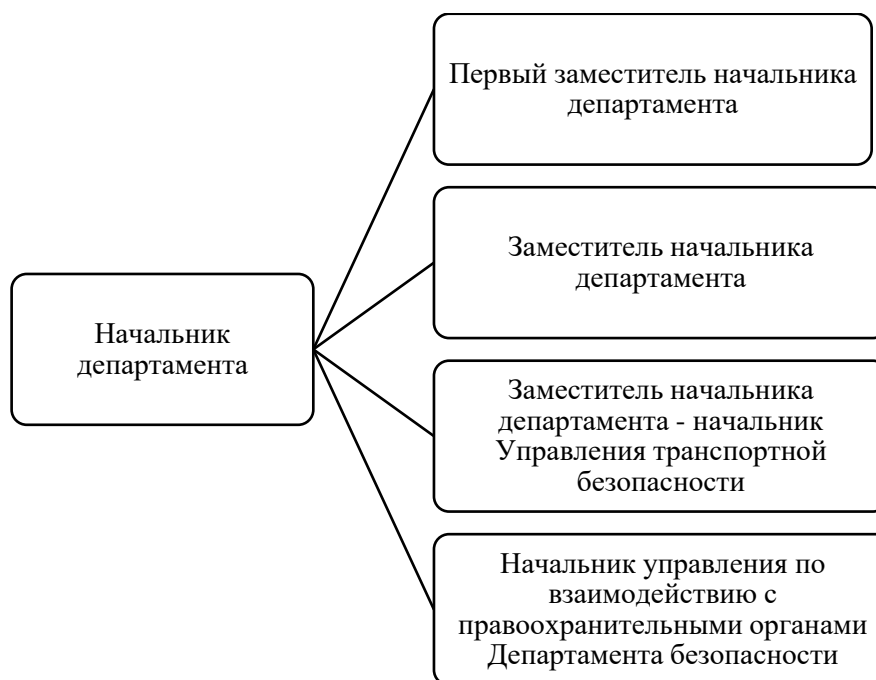 Первый заместитель начальника
департамента
Заместитель начальника
департамента
Начальник
департамента
Заместитель начальника
департамента - начальник
Управления транспортной
безопасности
Начальник управления по
взаимодействию с
правоохранительными органами
Департамента безопасности